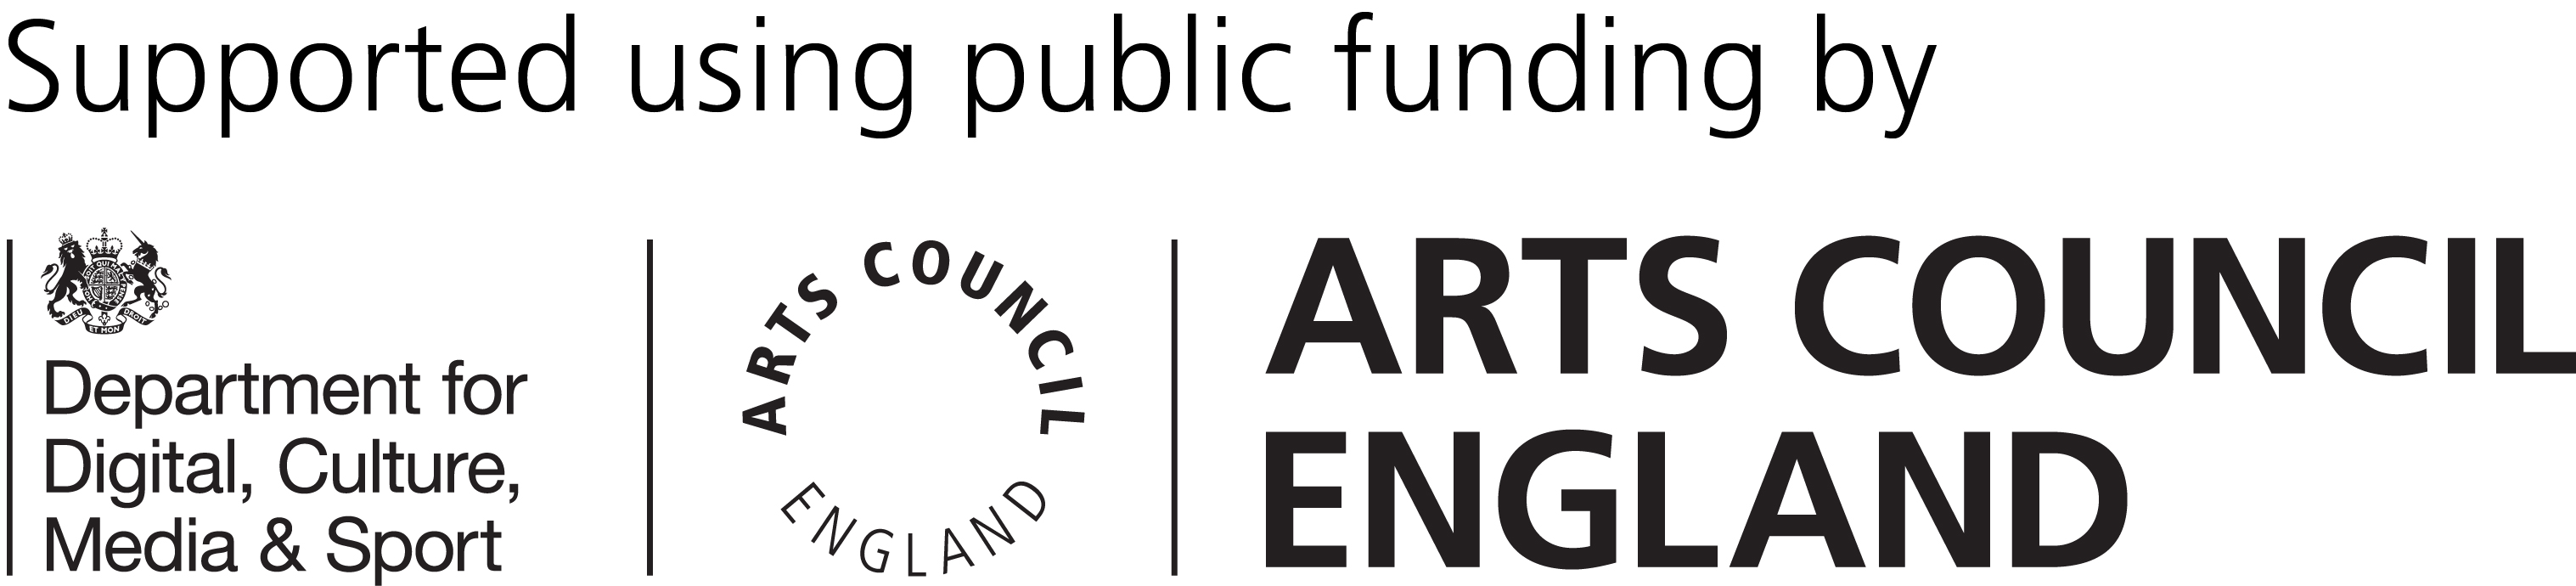 Supported using public funding by
DIEU ET MON DROIT
Department for
Digital, Culture,
Media & Sport
ARTS COUNCIL
ENGLAND
ARTS COUNCIL
ENGLAND